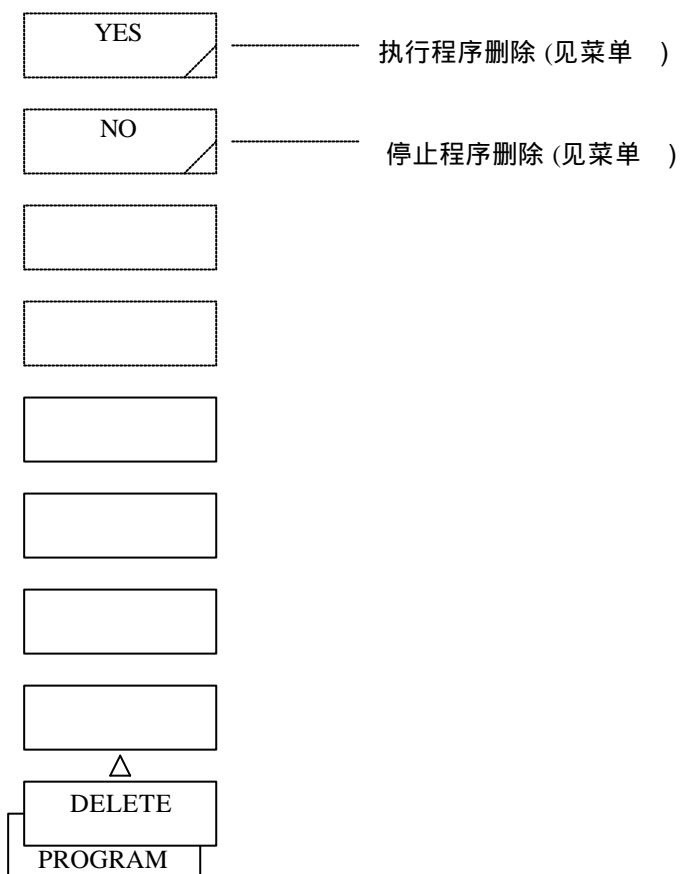 YES
执行程序删除 (见菜单 )
NO
停止程序删除 (见菜单 )
DELETE
PROGRAM